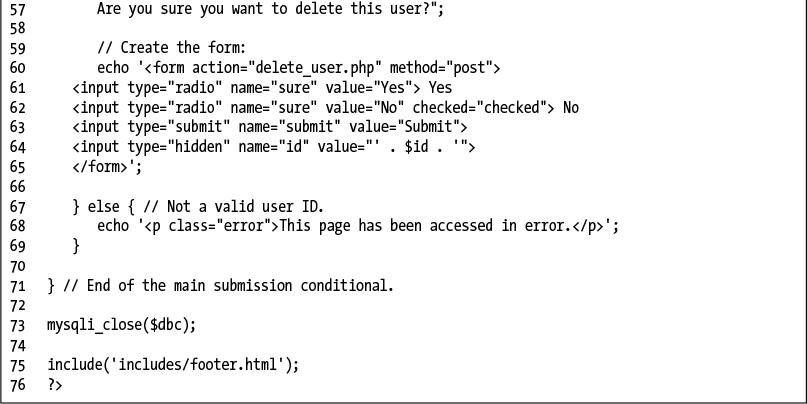 57 Are you sure you want to delete this user?";
58
59 // Create the form:
60 echo '<form action="delete_user.php" method="post">
61 <input type="radio" name="sure" value="Yes"> Yes
62 <input type="radio" name="sure" value="No" checked="checked"> No
63 <input type="submit" name="submit" value="Submit">
64 <input type="hidden" name="id" value="' . $id . '">
65 </form>';
66
67 } else { // Not a valid user ID.
68 echo '<p class="error">This page has been accessed in error.</p>';
69 }
70
71 } // End of the main submission conditional.
72
73 mysqli_close($dbc);
74
75 include('includes/footer.html');
76 ?>